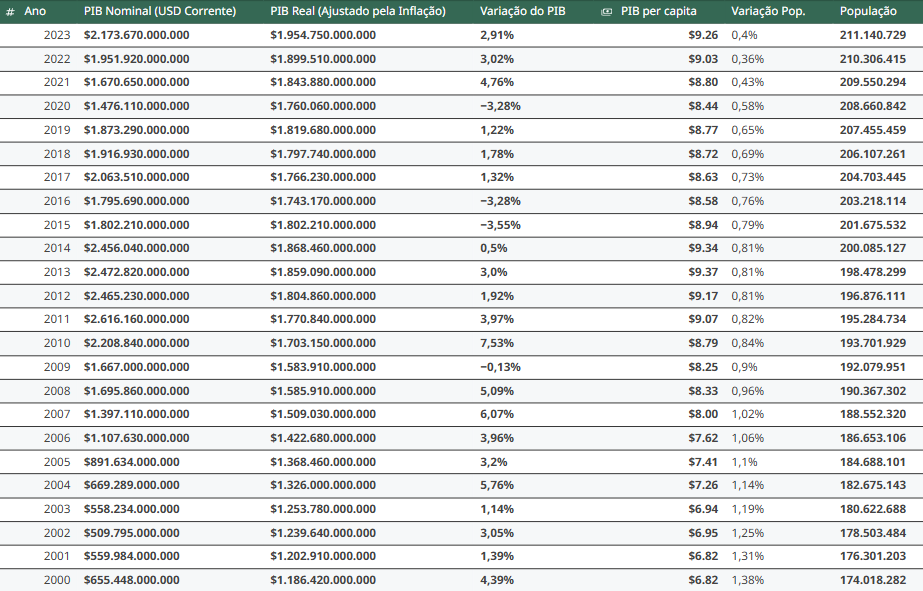 # Ano PIB Nominal (USD Corrente) PIB Real (Ajustado pela Inflação) Variação do PIB PIB per capita Variação Pop. População
2023 $2.173.670.000.000 $1.954.750.000.000 2,91% $9.26 0,4% 211.140.729
2022 $1.951.920.000.000 $1.899.510.000.000 3,02% $9.03 0,36% 210.306.415
2021 $1.670.650.000.000 $1.843.880.000.000 4,76% $8.80 0,43% 209.550.294
2020 $1.476.110.000.000 $1.760.060.000.000 −3,28% $8.44 0,58% 208.660.842
2019 $1.873.290.000.000 $1.819.680.000.000 1,22% $8.77 0,65% 207.455.459
2018 $1.916.930.000.000 $1.797.740.000.000 1,78% $8.72 0,69% 206.107.261
2017 $2.063.510.000.000 $1.766.230.000.000 1,32% $8.63 0,73% 204.703.445
2016 $1.795.690.000.000 $1.743.170.000.000 −3,28% $8.58 0,76% 203.218.114
2015 $1.802.210.000.000 $1.802.210.000.000 −3,55% $8.94 0,79% 201.675.532
2014 $2.456.040.000.000 $1.868.460.000.000 0,5% $9.34 0,81% 200.085.127
2013 $2.472.820.000.000 $1.859.090.000.000 3,0% $9.37 0,81% 198.478.299
2012 $2.465.230.000.000 $1.804.860.000.000 1,92% $9.17 0,81% 196.876.111
2011 $2.616.160.000.000 $1.770.840.000.000 3,97% $9.07 0,82% 195.284.734
2010 $2.208.840.000.000 $1.703.150.000.000 7,53% $8.79 0,84% 193.701.929
2009 $1.667.000.000.000 $1.583.910.000.000 −0,13% $8.25 0,9% 192.079.951
2008 $1.695.860.000.000 $1.585.910.000.000 5,09% $8.33 0,96% 190.367.302
2007 $1.397.110.000.000 $1.509.030.000.000 6,07% $8.00 1,02% 188.552.320
2006 $1.107.630.000.000 $1.422.680.000.000 3,96% $7.62 1,06% 186.653.106
2005 $891.634.000.000 $1.368.460.000.000 3,2% $7.41 1,1% 184.688.101
2004 $669.289.000.000 $1.326.000.000.000 5,76% $7.26 1,14% 182.675.143
2003 $558.234.000.000 $1.253.780.000.000 1,14% $6.94 1,19% 180.622.688
2002 $509.795.000.000 $1.239.640.000.000 3,05% $6.95 1,25% 178.503.484
2001 $559.984.000.000 $1.202.910.000.000 1,39% $6.82 1,31% 176.301.203
2000 $655.448.000.000 $1.186.420.000.000 4,39% $6.82 1,38% 174.018.282